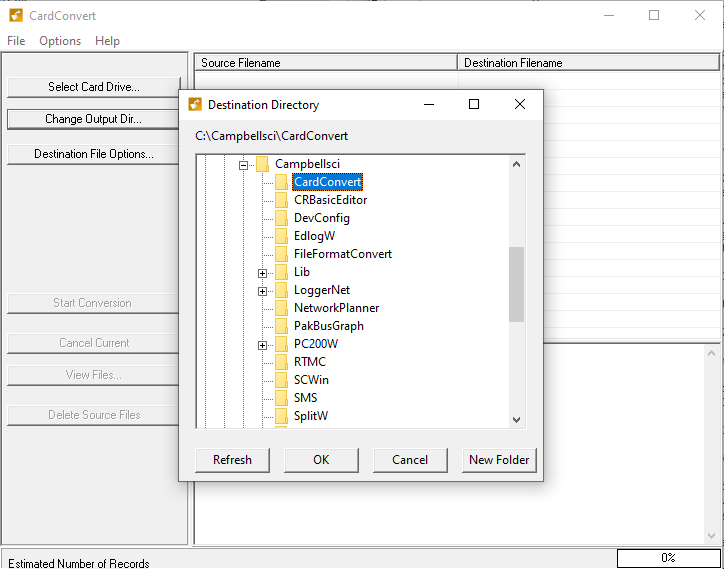 CardConvert
File Options Help
Source Filename Destination Filename
Select Card Drive...
Change Output Dir...
Destination File Options...
Start Conversion
Cancel Current
View Files...
Delete Source Files
Destination Directory
C:\Campbellsci\CardConvert
Campbellsci
CardConvert
CRBasicEditor
DevConfig
EdlogW
FileFormatConvert
Lib
LoggerNet
NetworkPlanner
PakBusGraph
PC200W
RTMC
SCWin
SMS
SplitW
Refresh OK Cancel New Folder
Estimated Number of Records 0%